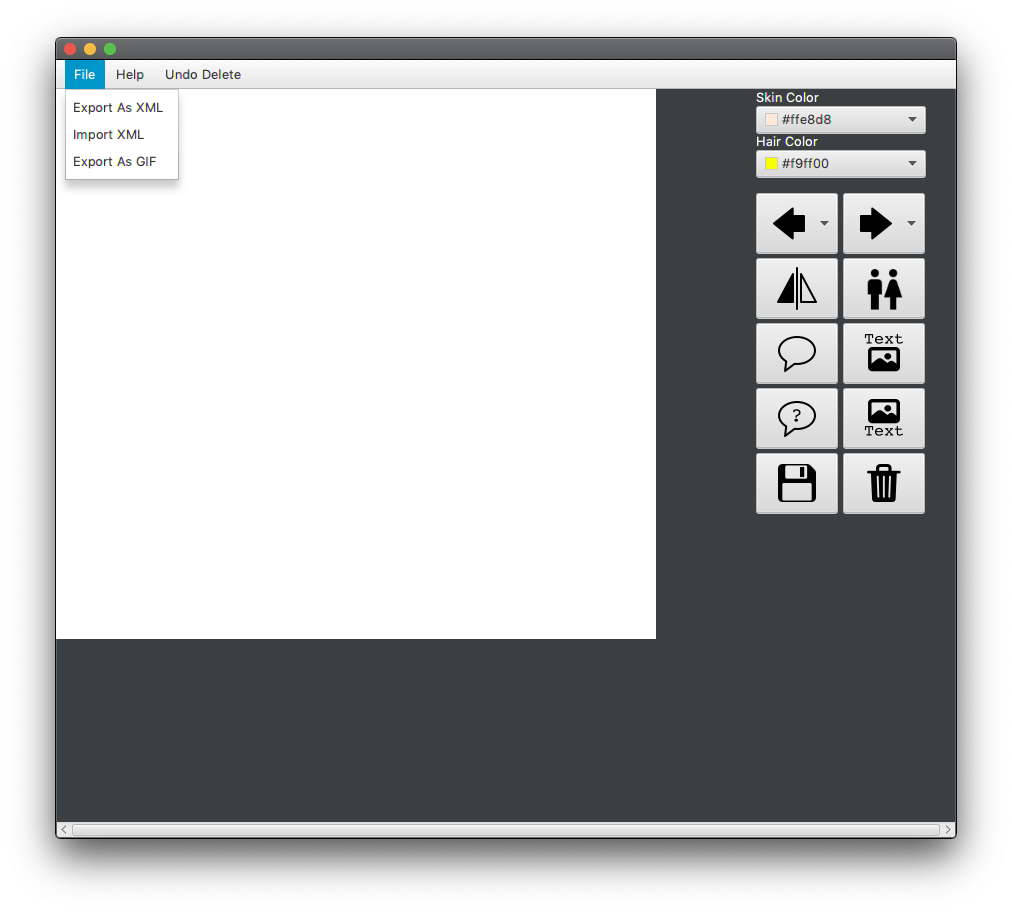 File Help Undo Delete
Export As XML
Import XML
Export As GIF
Skin Color
#ffe8d8
Hair Color
#f9ff00
Text
?
Text